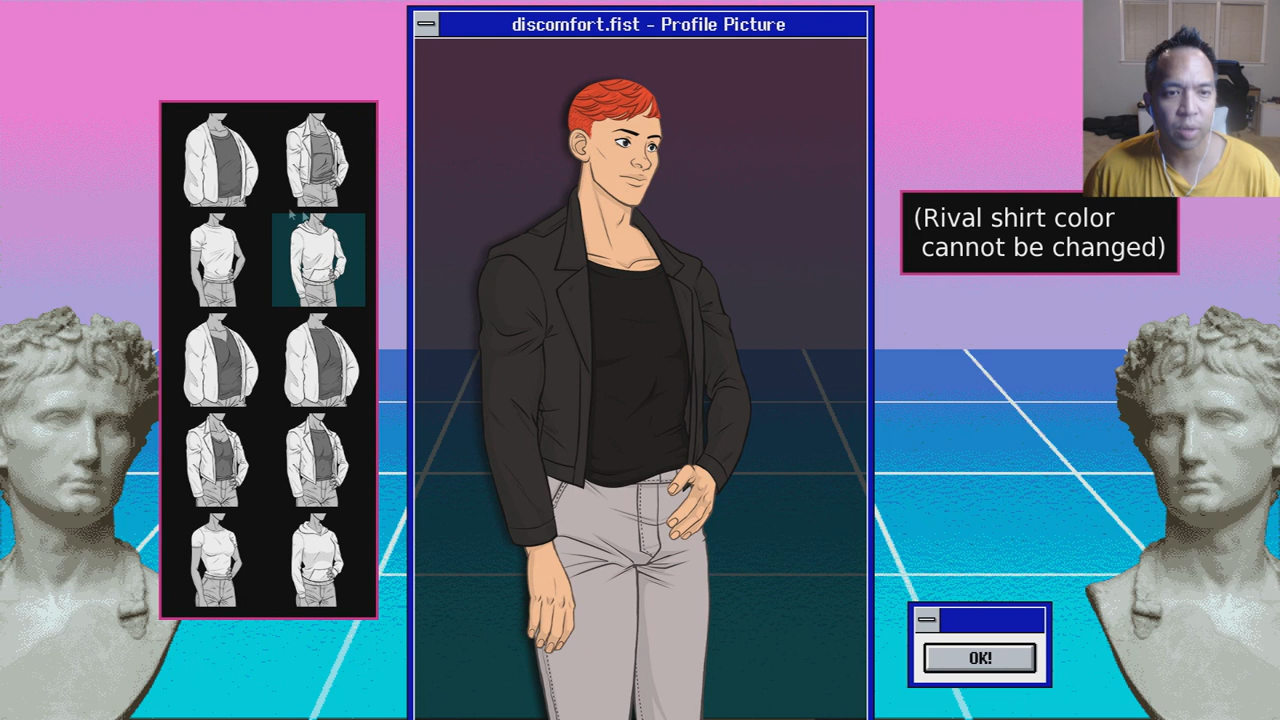 discomfort.fist - Profile Picture
(Rival shirt color
cannot be changed)
OK!